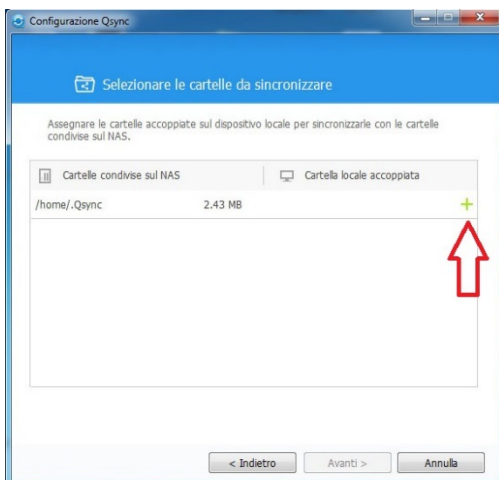 Configurazione Qsync
Selezionare le cartelle da sincronizzare
Assegnare le cartelle accoppiate sul dispositivo locale per sincronizzarle con le cartelle
condivise sul NAS.
Cartelle condivise sul NAS Cartella locale accoppiata
/home/.Qsync 2.43 MB +
< Indietro Avanti > Annulla